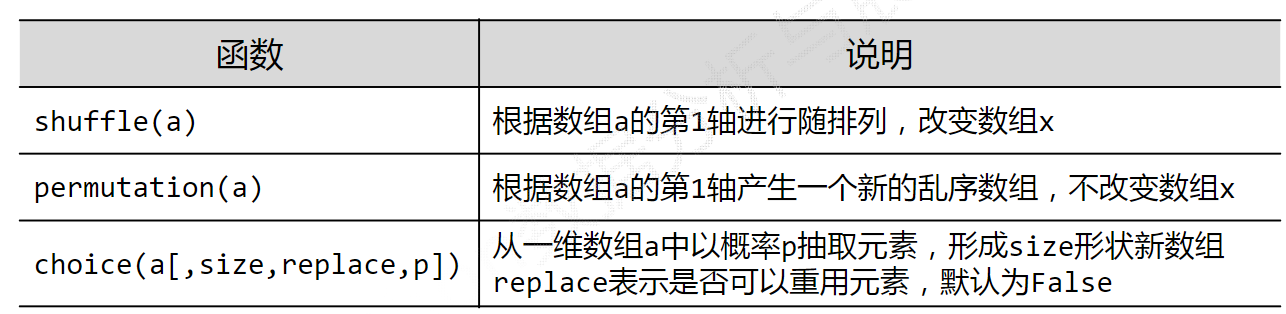 函数 说明
shuffle(a) 根据数组a的第1轴进行随排列，改变数组x
permutation(a) 根据数组a的第1轴产生一个新的乱序数组，不改变数组x
choice(a[,size,replace,p]) 从一维数组a中以概率p抽取元素，形成size形状新数组
replace表示是否可以重用元素，默认为False